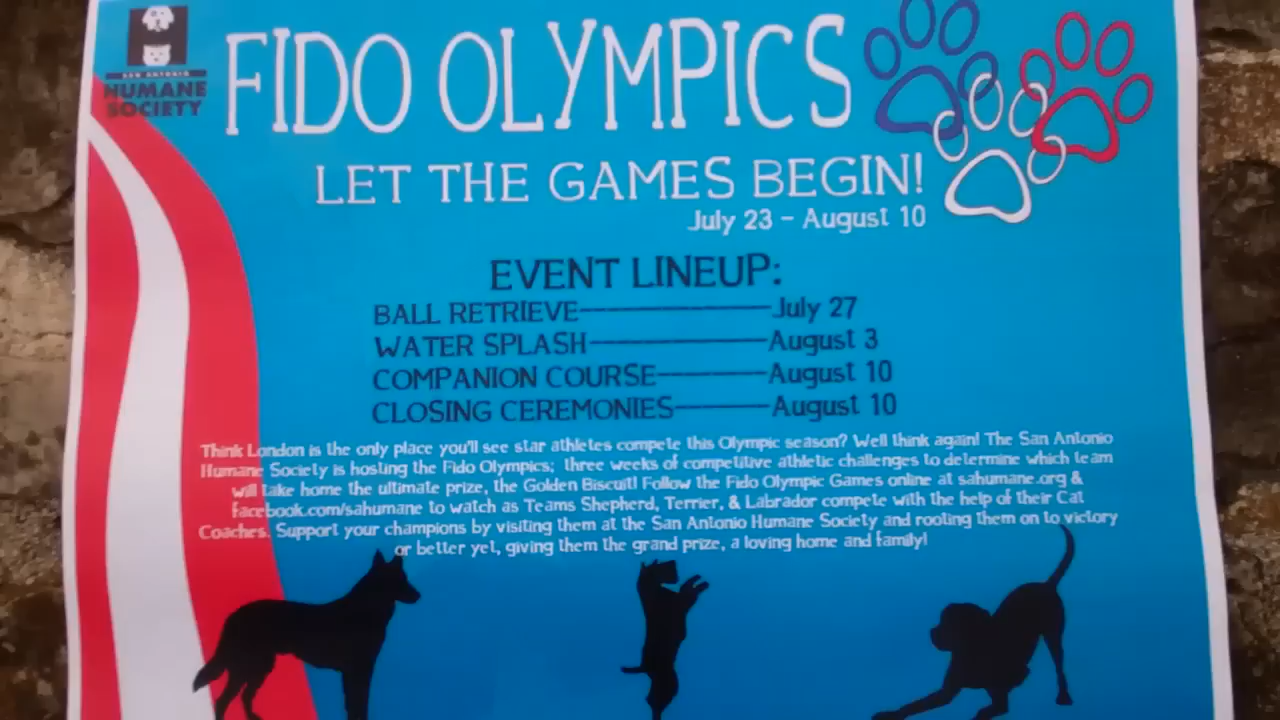 SAN ANTONIO
HUMANE
SOCIETY
FIDO OLYMPICS
LET THE GAMES BEGIN!
July 23 - August 10
EVENT LINEUP:
BALL RETRIEVE————————July 27
WATER SPLASH————————August 3
COMPANION COURSE————————August 10
CLOSING CEREMONIES————————August 10
Think London is the only place you'll see star athletes compete this Olympic season? Well think again! The San Antonio
Humane Society is hosting the Fido Olympics; three weeks of competitive athletic challenges to determine which team
will take home the ultimate prize, the Golden Biscuit! Follow the Fido Olympic Games online at sahumane.org &
facebook.com/sahumane to watch as Teams Shepherd, Terrier, & Labrador compete with the help of their Cat
Coaches. Support your champions by visiting them at the San Antonio Humane Society and rooting them on to victory
or better yet, giving them the grand prize, a loving home and family!